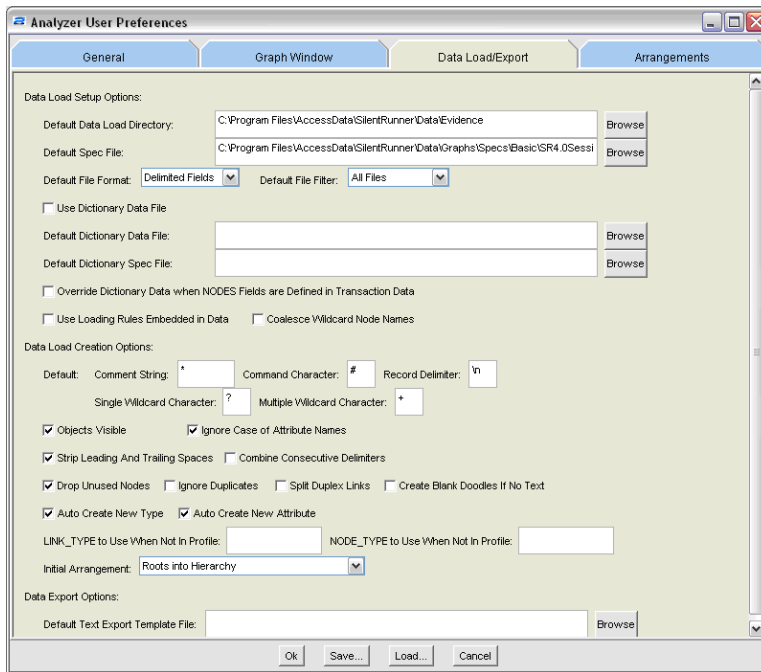 Analyzer User Preferences
General Graph Window Data Load/Export Arrangements
Data Load Setup Options:
Default Data Load Directory: C:\Program Files\AccessData\SilentRunner\Data\Evidence Browse
Default Spec File: C:\Program Files\AccessData\SilentRunner\Data\Graphs\Specs\Basic\SR4.0Sessi Browse
Default File Format: Delimited Fields Default File Filter: All Files
Use Dictionary Data File
Default Dictionary Data File: Browse
Default Dictionary Spec File: Browse
Override Dictionary Data when NODES Fields are Defined in Transaction Data
Use Loading Rules Embedded in Data Coalesce Wildcard Node Names
Data Load Creation Options:
Default: Comment String: * Command Character: # Record Delimiter: \n
Single Wildcard Character: ? Multiple Wildcard Character: +
Objects Visible Ignore Case of Attribute Names
Strip Leading And Trailing Spaces Combine Consecutive Delimiters
Drop Unused Nodes Ignore Duplicates Split Duplex Links Create Blank Doodles If No Text
Auto Create New Type Auto Create New Attribute
LINK_TYPE to Use When Not In Profile: NODE_TYPE to Use When Not In Profile:
Initial Arrangement: Roots into Hierarchy
Data Export Options:
Default Text Export Template File: Browse
Ok Save... Load... Cancel